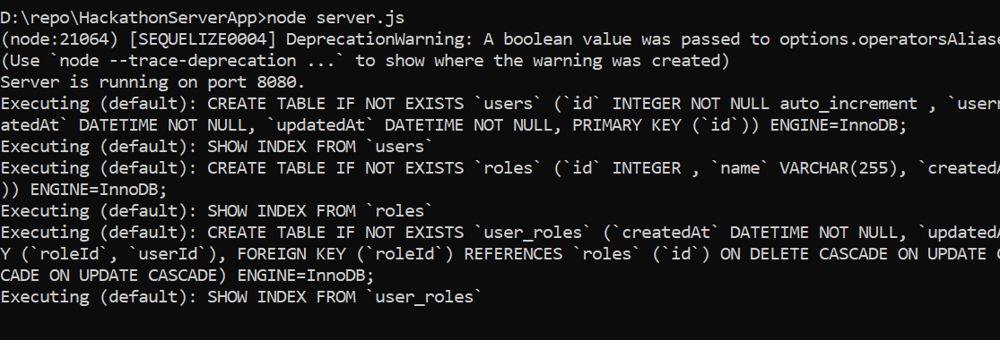 D:\repo\HackathonServerApp>node server.js
(node:21064) [SEQUELIZE0004] DeprecationWarning: A boolean value was passed to options.operatorsAliase
(Use `node --trace-deprecation ...` to show where the warning was created)
Server is running on port 8080.
Executing (default): CREATE TABLE IF NOT EXISTS `users` (`id` INTEGER NOT NULL auto_increment , `usern
atedAt` DATETIME NOT NULL, `updatedAt` DATETIME NOT NULL, PRIMARY KEY (`id`)) ENGINE=InnoDB;
Executing (default): SHOW INDEX FROM `users`
Executing (default): CREATE TABLE IF NOT EXISTS `roles` (`id` INTEGER , `name` VARCHAR(255), `createdA
)) ENGINE=InnoDB;
Executing (default): SHOW INDEX FROM `roles`
Executing (default): CREATE TABLE IF NOT EXISTS `user_roles` (`createdAt` DATETIME NOT NULL, `updatedA
Y (`roleId`, `userId`), FOREIGN KEY (`roleId`) REFERENCES `roles` (`id`) ON DELETE CASCADE ON UPDATE C
CADE ON UPDATE CASCADE) ENGINE=InnoDB;
Executing (default): SHOW INDEX FROM `user_roles`